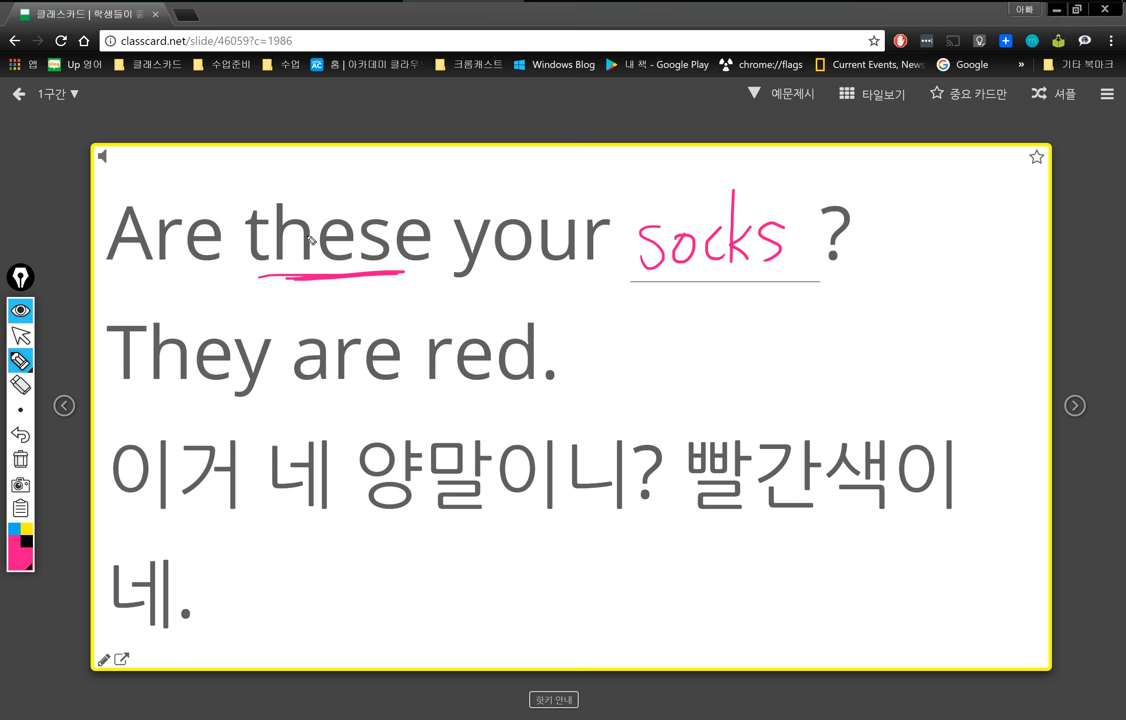 클래스카드 | 학생들이 즐
아빠
classcard.net/slide/46059?c=1986
앱 Up 영어 클래스카드 수업준비 수업 홈 | 아카데미 클라우 크롬캐스트 Windows Blog 내 책 - Google Play chrome://flags Current Events, News Google » 기타 북마크
1구간 ▼ ▼ 예문제시 타일보기 중요 카드만 셔플
Are these your socks ?
They are red.
이거 네 양말이니? 빨간색이
네.
핫키 안내